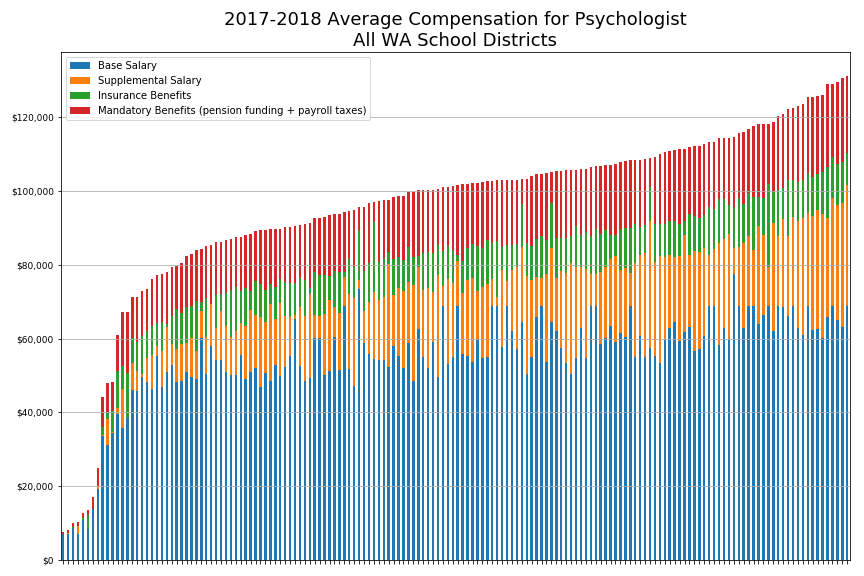 2017-2018 Average Compensation for Psychologist
All WA School Districts
Base Salary
Supplemental Salary
Insurance Benefits
Mandatory Benefits (pension funding + payroll taxes)
$120,000
$100,000
$80,000
$60,000
$40,000
$20,000
$0